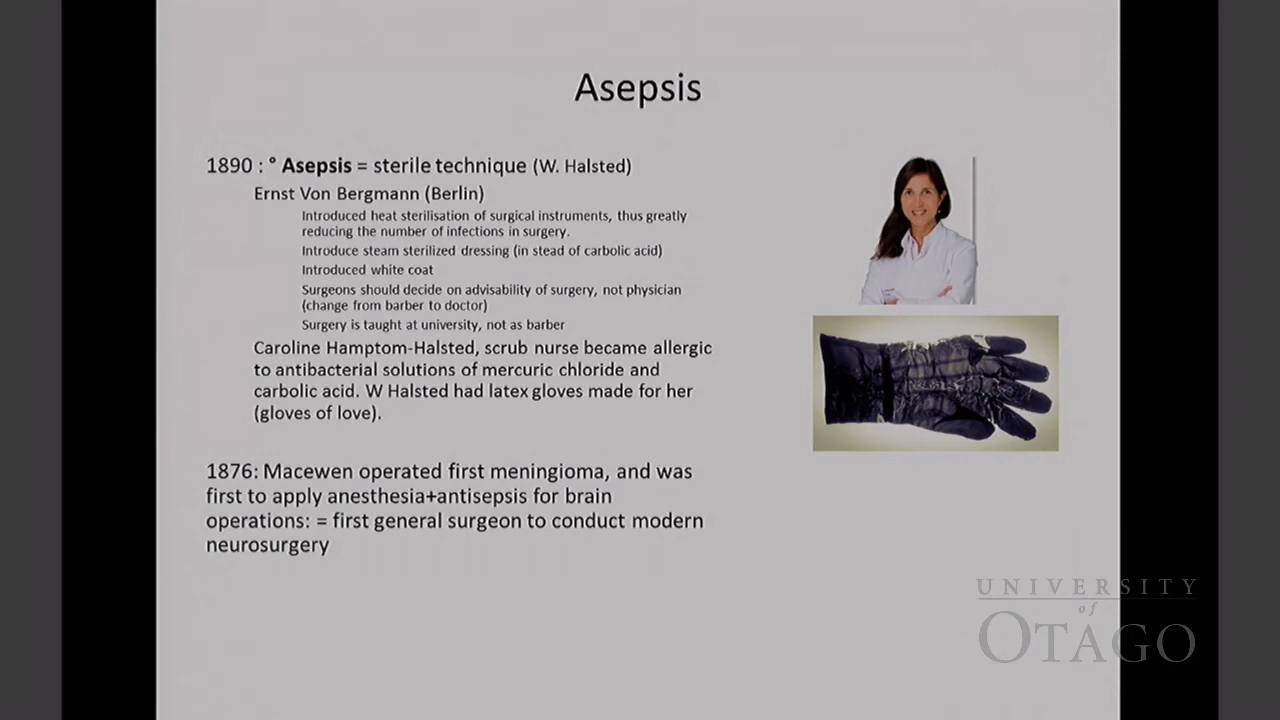 Asepsis
1890 : ° Asepsis = sterile technique (W. Halsted)
Ernst Von Bergmann (Berlin)
Introduced heat sterilisation of surgical instruments, thus greatly
reducing the number of infections in surgery.
Introduce steam sterilized dressing (in stead of carbolic acid)
Introduced white coat
Surgeons should decide on advisability of surgery, not physician
(change from barber to doctor)
Surgery is taught at university, not as barber
Caroline Hamptom-Halsted, scrub nurse became allergic
to antibacterial solutions of mercuric chloride and
carbolic acid. W Halsted had latex gloves made for her
(gloves of love).
1876: Macewen operated first meningioma, and was
first to apply anesthesia+antisepsis for brain
operations: = first general surgeon to conduct modern
neurosurgery
UNIVERSITY
of
OTAGO